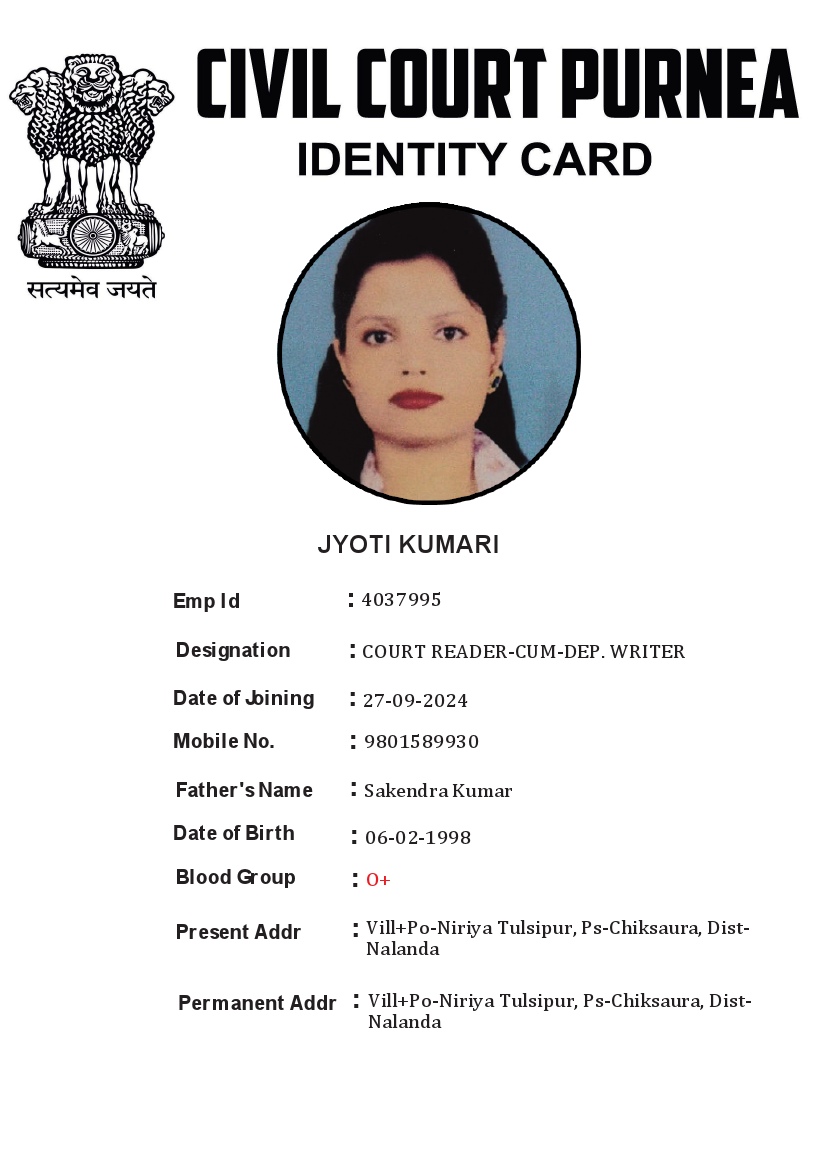 CIVIL COURT PURNEA
IDENTITY CARD
सत्यमेव जयते
JYOTI KUMARI
Emp Id : 4037995
Designation : COURT READER-CUM-DEP. WRITER
Date of Joining : 27-09-2024
Mobile No. : 9801589930
Father's Name : Sakendra Kumar
Date of Birth : 06-02-1998
Blood Group : O+
Present Addr : Vill+Po-Niriya Tulsipur, Ps-Chiksaura, Dist-
Nalanda
Permanent Addr : Vill+Po-Niriya Tulsipur, Ps-Chiksaura, Dist-
Nalanda